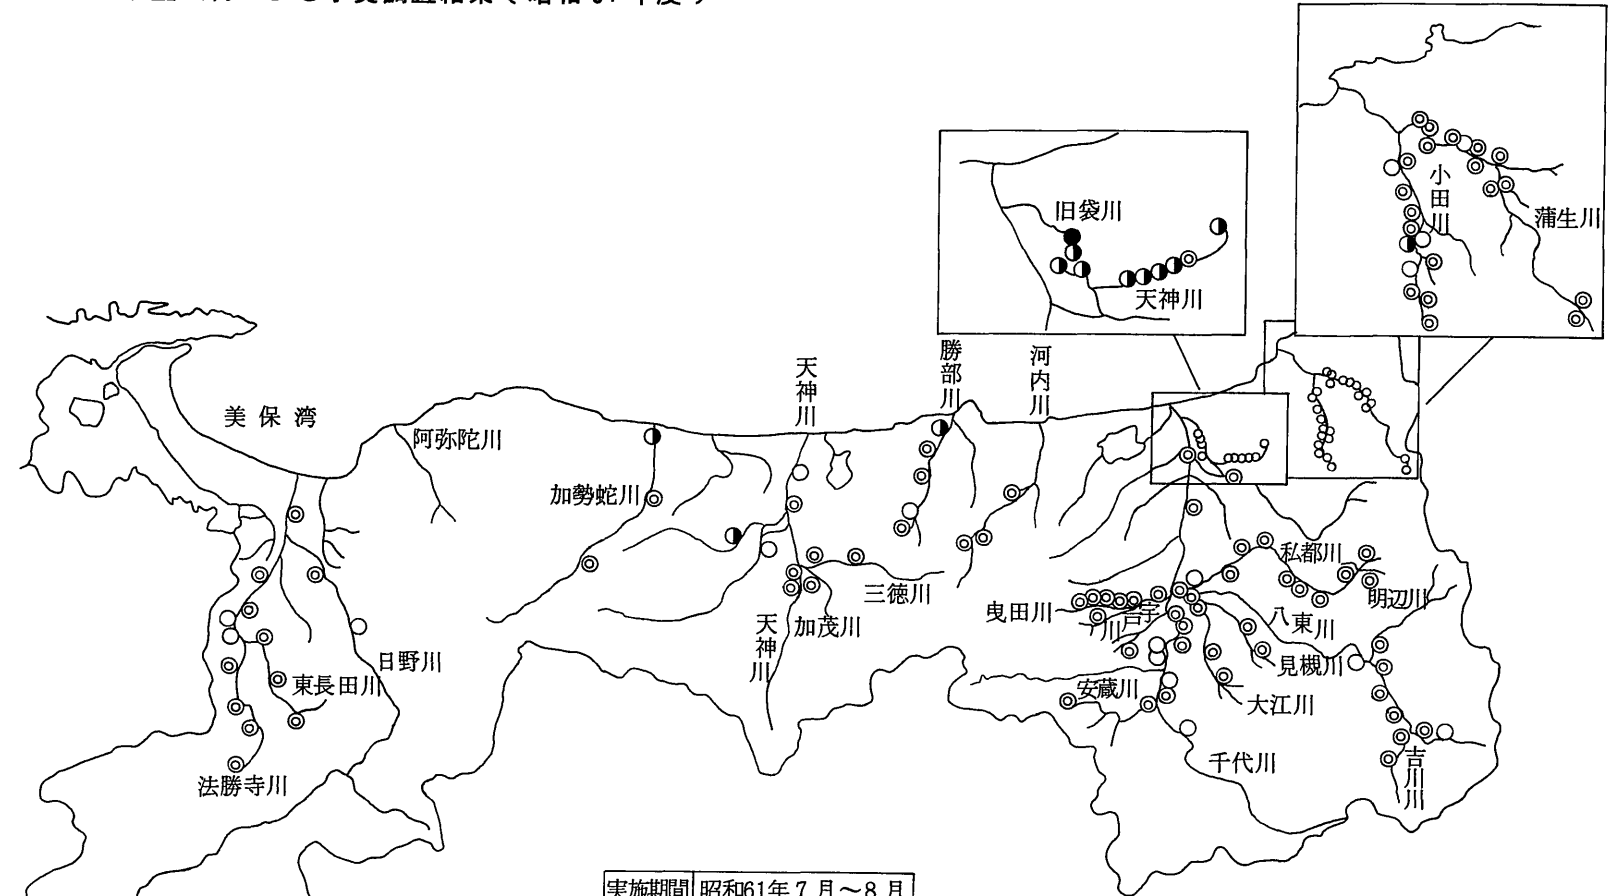 旧袋川
天神川
小田川
蒲生川
美保湾
阿弥陀川
加勢蛇川
天神川
勝部川
河内川
三徳川
加茂川
天神川
日野川
東長田川
法勝寺川
曳田川
戸宇川
私都川
明辺川
八東川
見槻川
大江川
安蔵川
千代川
吉川川
実施期間 昭和61年7月~8月